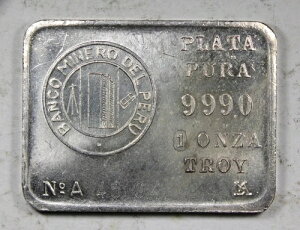 BANCO MINERO DEL PERU
PLATA
PURA
999.0
1 ONZA
TROY
No A